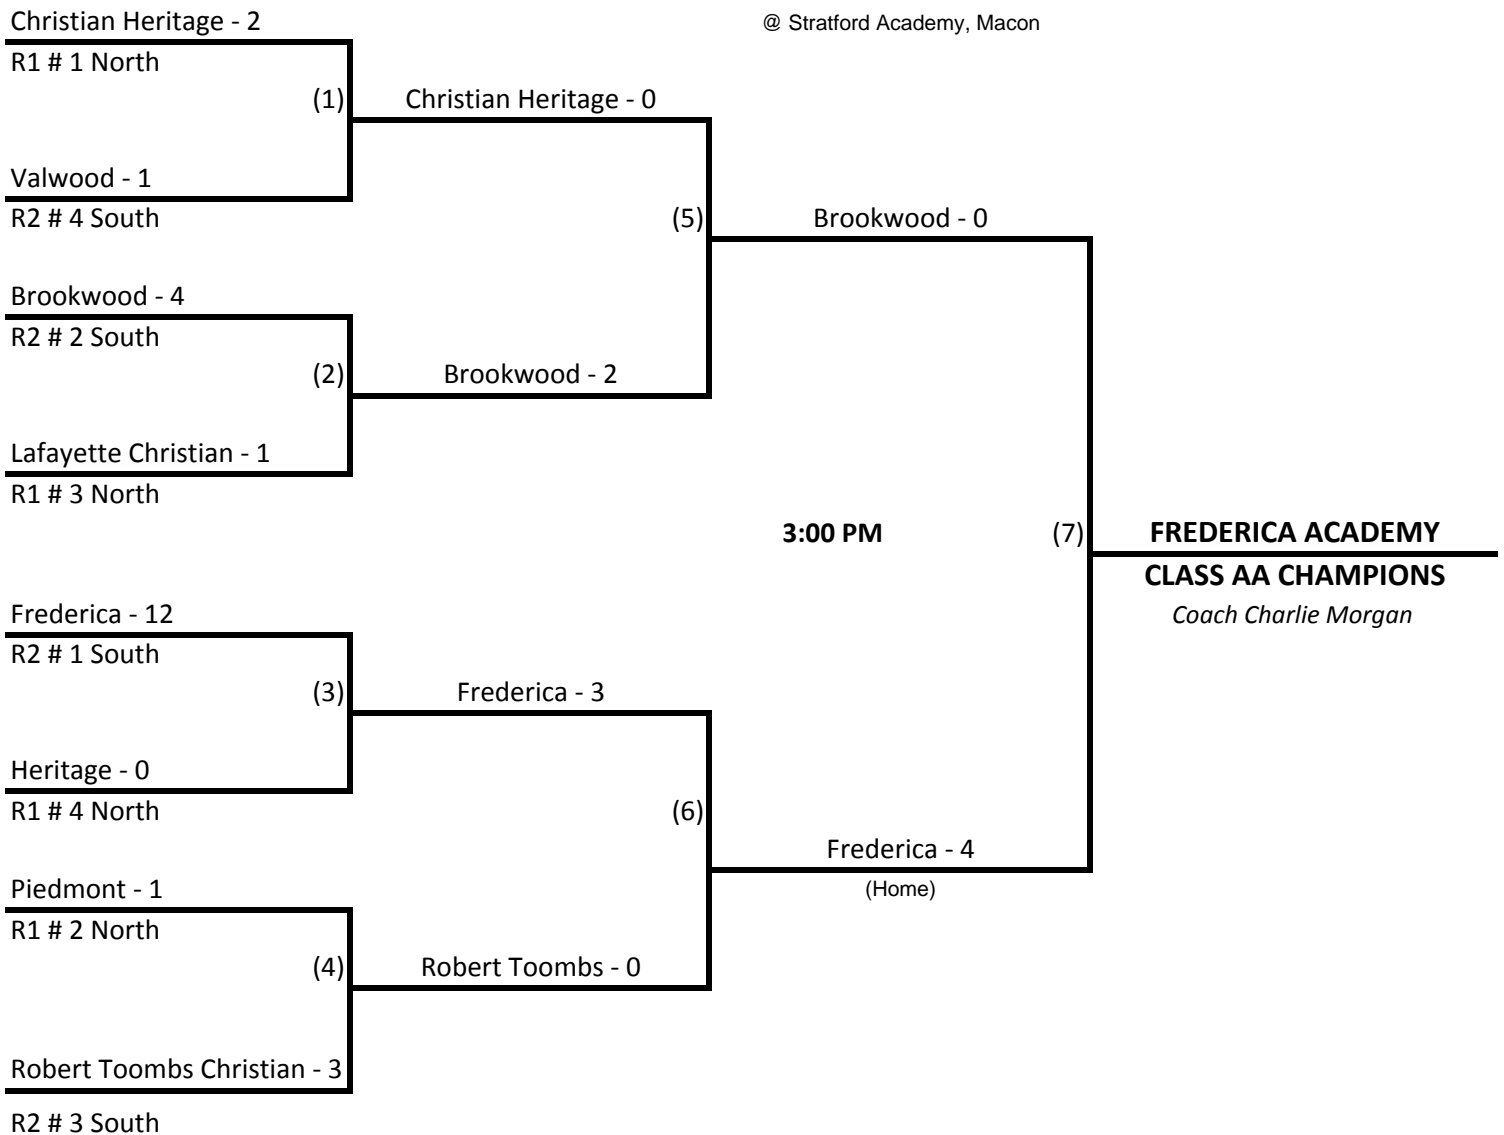 Christian Heritage - 2
@ Stratford Academy, Macon
R1 # 1 North
(1)
Christian Heritage - 0
Valwood - 1
R2 # 4 South
(5)
Brookwood - 0
Brookwood - 4
R2 # 2 South
(2)
Brookwood - 2
Lafayette Christian - 1
R1 # 3 North
3:00 PM
(7)
FREDERICA ACADEMY
CLASS AA CHAMPIONS
Coach Charlie Morgan
Frederica - 12
R2 # 1 South
(3)
Frederica - 3
Heritage - 0
R1 # 4 North
(6)
Frederica - 4
(Home)
Piedmont - 1
R1 # 2 North
(4)
Robert Toombs - 0
Robert Toombs Christian - 3
R2 # 3 South